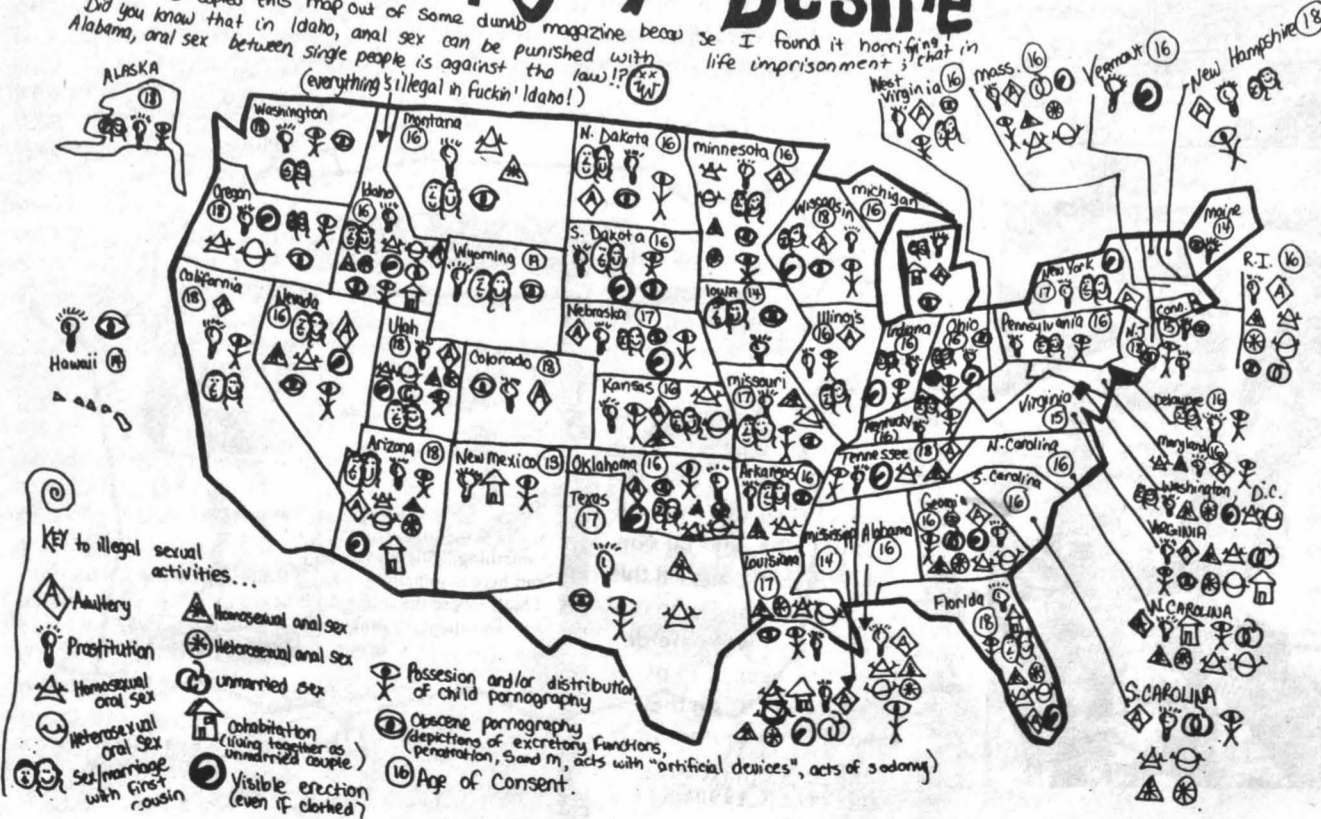 Desire
this map out of some dumb magazine becau se I found it horrifying.
Did you know that in Idaho, anal sex can be punished with life imprisonment; that in
Alabama, oral sex between single people is against the law!?
(everything's illegal in fuckin' Idaho!)
ALASKA
18
Washington
18
Montana
16
N. Dakota 16
Minnesota 16
West Virginia 16
Mass. 16
Vermont 16
New Hampshire 18
Oregon
18
Idaho
16
Wyoming A
S. Dakota 16
Wisconsin
18
Michigan
16
Maine
14
R.I. 16
California
18
Nevada
16
Utah
18
Colorado 18
Nebraska 17
Iowa 14
Illinois
16
Indiana
16
Ohio
16
Pennsylvania 16
New York
17
Conn.
15
N.J.
Hawaii A
Kansas 16
Missouri
17
Kentucky
(16)
Virginia
15
Delaware 16
Maryland 16
Washington D.C.
16
Arizona 18
New Mexico
Oklahoma 16
Arkansas 16
Tennessee 18
N. Carolina
16
S. Carolina
16
VIRGINIA
Texas
17
Louisiana
17
Mississippi
14
Alabama
16
Georgia
16
Florida
18
N. CAROLINA
S. CAROLINA
KEY to illegal sexual
activities...
A Adultery
Prostitution
Homosexual
oral sex
Heterosexual
oral sex
Sex/marriage
with first
cousin
Homosexual anal sex
Heterosexual anal sex
unmarried sex
Cohabitation
(living together as
unmarried couple)
Visible erection
(even if clothed)
Possesion and/or distribution
of child pornography
Obscene pornography
(depictions of excretory functions,
penatration, S and M, acts with "artificial devices", acts of sodomy)
16 Age of Consent.